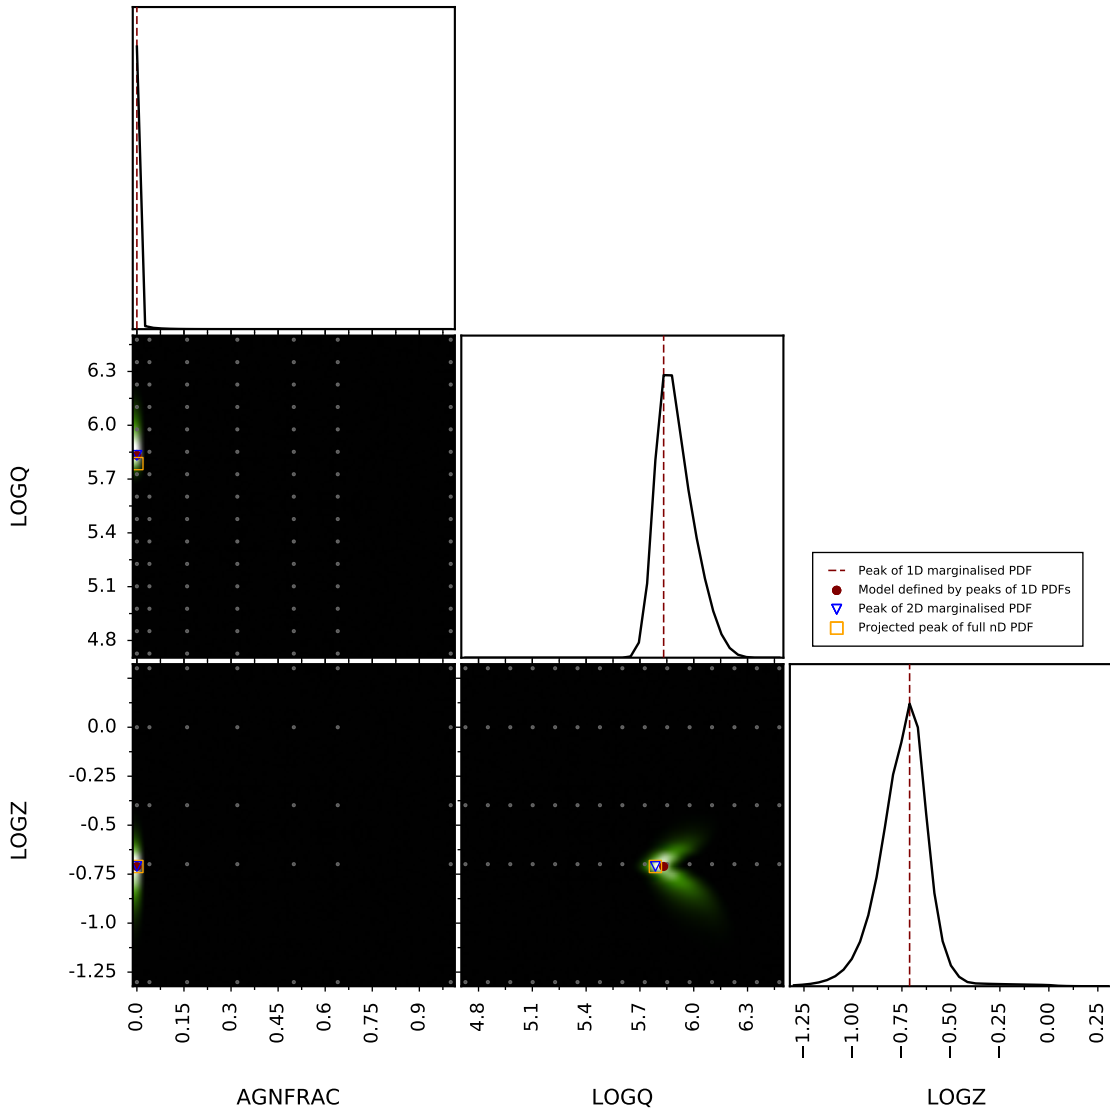 LOGQ
6.3
6.0
5.7
5.4
5.1
4.8
Peak of 1D marginalised PDF
Model defined by peaks of 1D PDFs
Peak of 2D marginalised PDF
Projected peak of full nD PDF
LOGZ
0.0
-0.25
-0.5
-0.75
-1.0
-1.25
0.0 0.15 0.3 0.45 0.6 0.75 0.9
4.8 5.1 5.4 5.7 6.0 6.3
−1.25 −1.00 −0.75 −0.50 −0.25 0.00 0.25
AGNFRAC LOGQ LOGZ